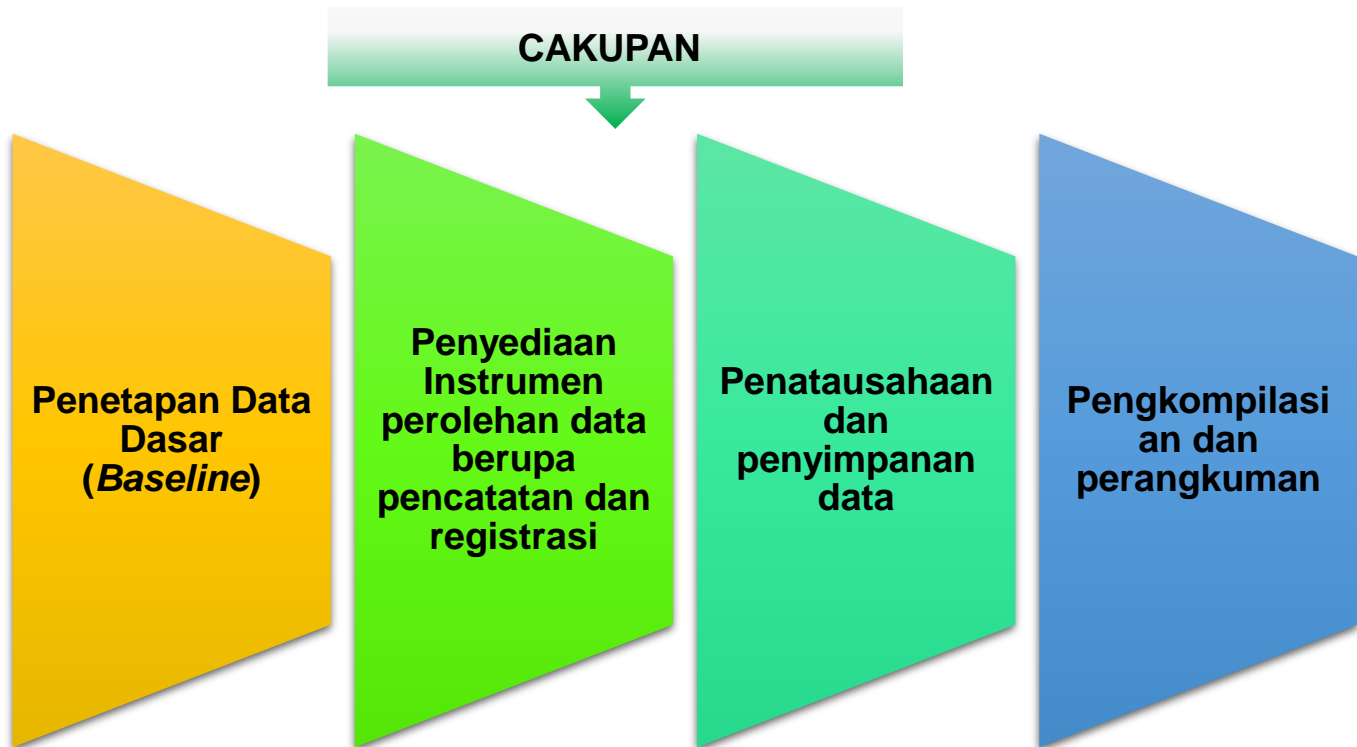 CAKUPAN
Penetapan Data
Dasar
(Baseline)
Penyediaan
Instrumen
perolehan data
berupa
pencatatan dan
registrasi
Penatausahaan
dan
penyimpanan
data
Pengkompilasi
an dan
perangkuman